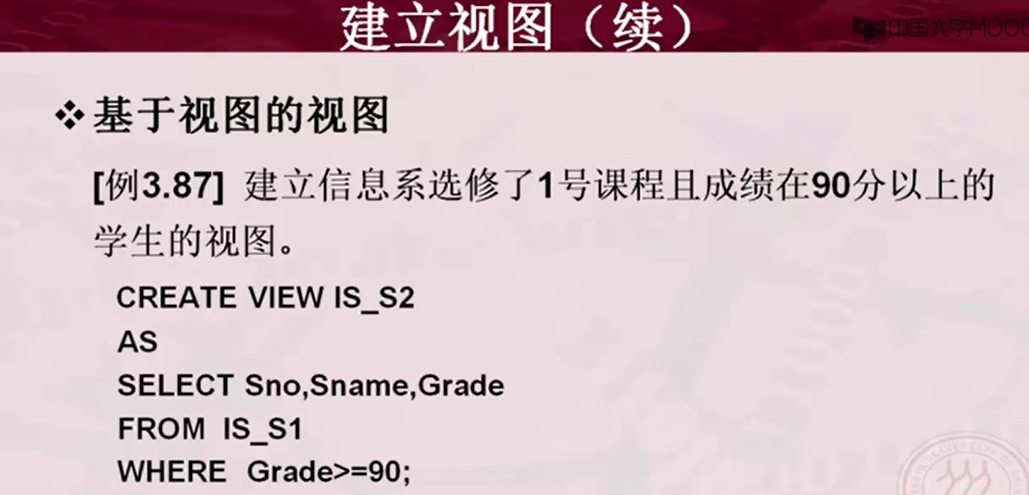 建立视图（续）
中国大学MOOC
❖基于视图的视图
[例3.87] 建立信息系选修了1号课程且成绩在90分以上的
学生的视图。
CREATE VIEW IS_S2
AS
SELECT Sno,Sname,Grade
FROM IS_S1
WHERE Grade>=90;